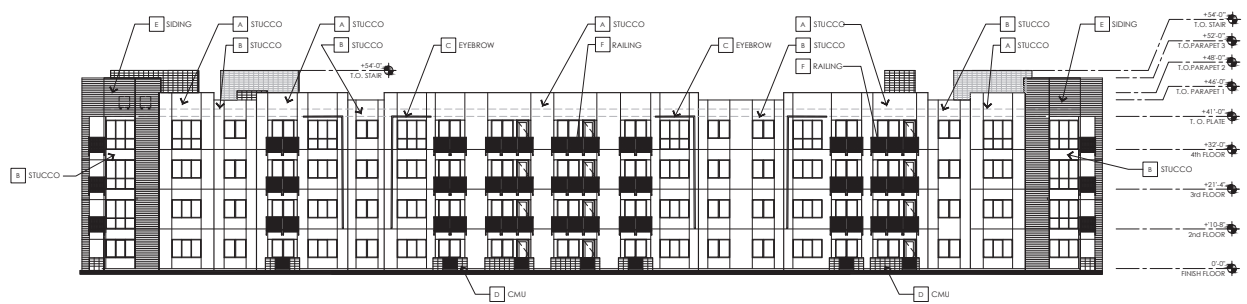 E SIDING
A STUCCO
A STUCCO
A STUCCO
A STUCCO
B STUCCO
E SIDING
B STUCCO
B STUCCO
C EYEBROW
F RAILING
C EYEBROW
B STUCCO
A STUCCO
F RAILING
+54'-0"
T.O. STAIR
+54'-0"
T.O. STAIR
+52'-0"
T.O.PARAPET 3
+48'-0"
T.O.PARAPET 2
+46'-0"
T.O.PARAPET 1
+41'-0"
T. O. PLATE
+32'-0"
4th FLOOR
B STUCCO
B STUCCO
+21'-4"
3rd FLOOR
+10'-8"
2nd FLOOR
0'-0"
FINISH FLOOR
D CMU
D CMU